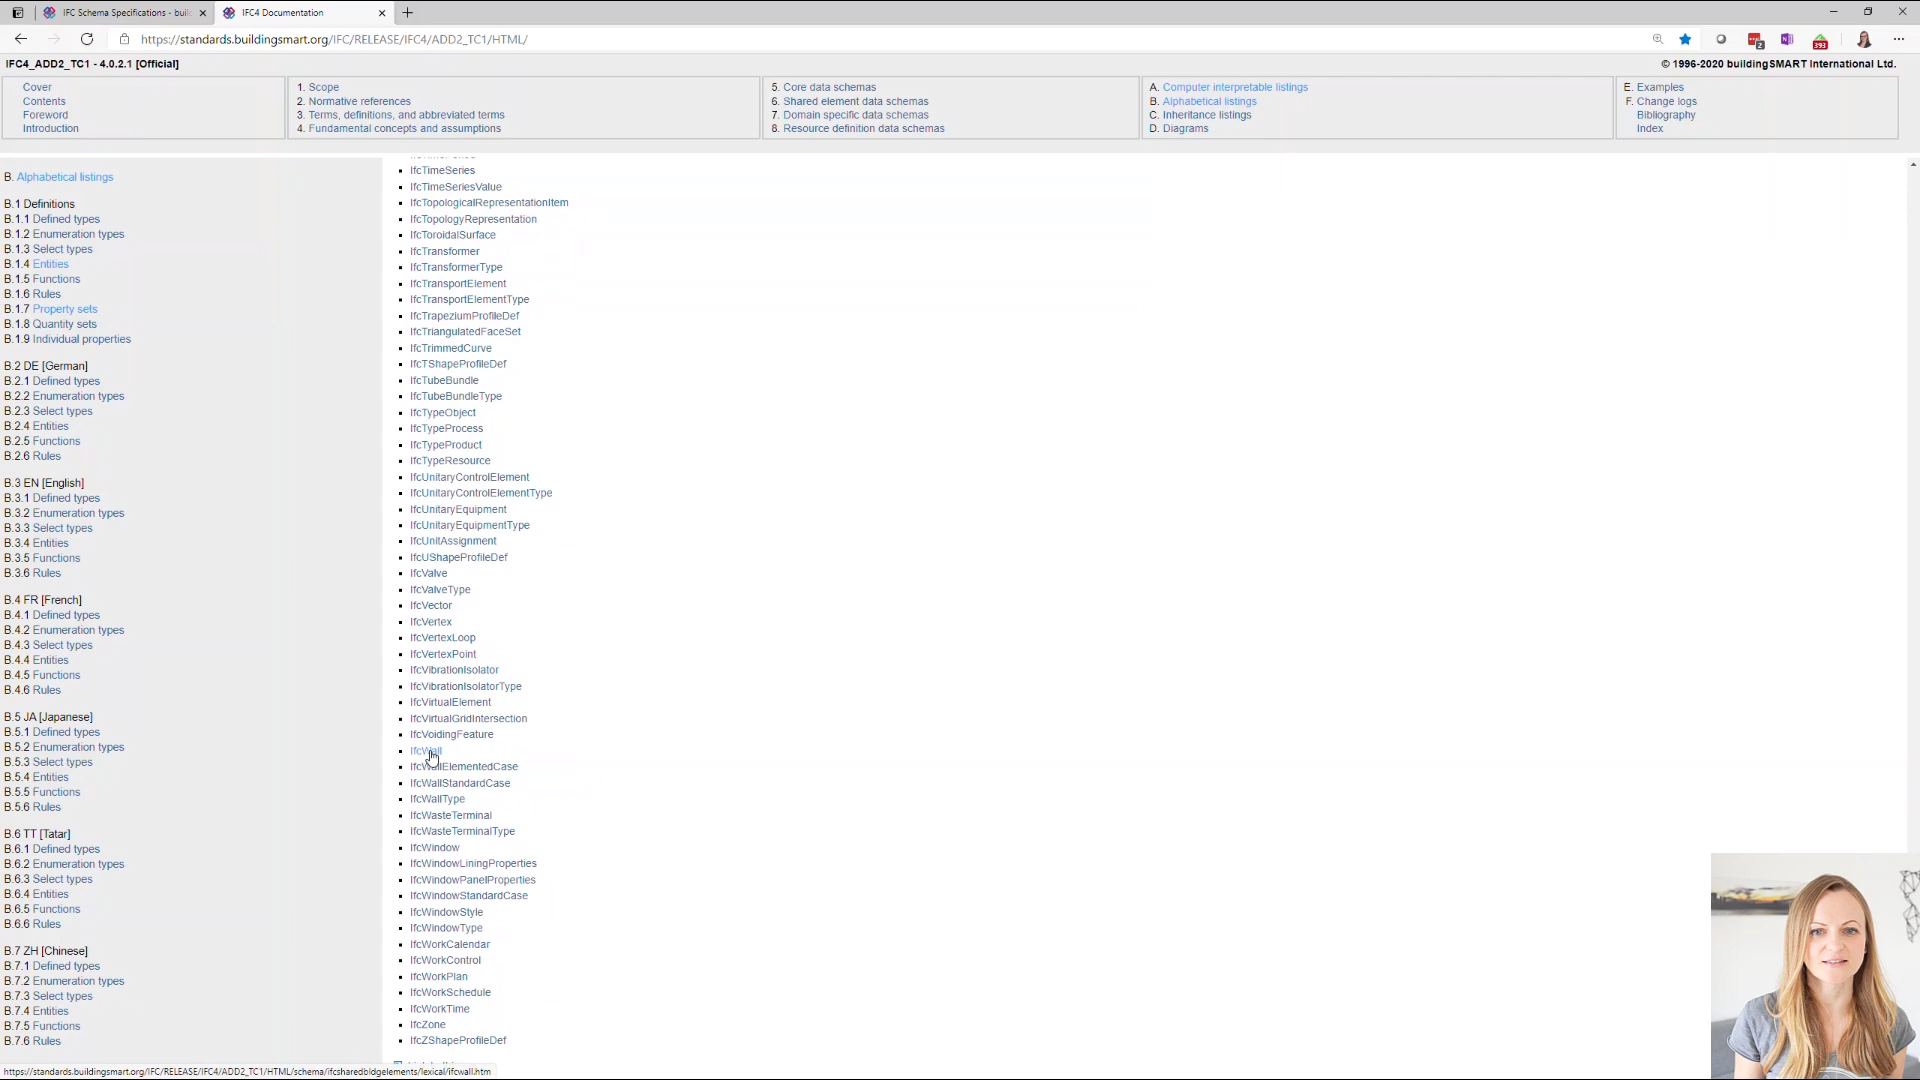 IFC Schema Specifications - buil
IFC4 Documentation
https://standards.buildingsmart.org/IFC/RELEASE/IFC4/ADD2_TC1/HTML/
2
393
IFC4_ADD2_TC1 - 4.0.2.1 [Official]
© 1996-2020 buildingSMART International Ltd.
Cover
Contents
Foreword
Introduction
1. Scope
2. Normative references
3. Terms, definitions, and abbreviated terms
4. Fundamental concepts and assumptions
5. Core data schemas
6. Shared element data schemas
7. Domain specific data schemas
8. Resource definition data schemas
A. Computer interpretable listings
B. Alphabetical listings
C. Inheritance listings
D. Diagrams
E. Examples
F. Change logs
Bibliography
Index
B. Alphabetical listings
B.1 Definitions
B.1.1 Defined types
B.1.2 Enumeration types
B.1.3 Select types
B.1.4 Entities
B.1.5 Functions
B.1.6 Rules
B.1.7 Property sets
B.1.8 Quantity sets
B.1.9 Individual properties
B.2 DE [German]
B.2.1 Defined types
B.2.2 Enumeration types
B.2.3 Select types
B.2.4 Entities
B.2.5 Functions
B.2.6 Rules
B.3 EN [English]
B.3.1 Defined types
B.3.2 Enumeration types
B.3.3 Select types
B.3.4 Entities
B.3.5 Functions
B.3.6 Rules
B.4 FR [French]
B.4.1 Defined types
B.4.2 Enumeration types
B.4.3 Select types
B.4.4 Entities
B.4.5 Functions
B.4.6 Rules
B.5 JA [Japanese]
B.5.1 Defined types
B.5.2 Enumeration types
B.5.3 Select types
B.5.4 Entities
B.5.5 Functions
B.5.6 Rules
B.6 TT [Tatar]
B.6.1 Defined types
B.6.2 Enumeration types
B.6.3 Select types
B.6.4 Entities
B.6.5 Functions
B.6.6 Rules
B.7 ZH [Chinese]
B.7.1 Defined types
B.7.2 Enumeration types
B.7.3 Select types
B.7.4 Entities
B.7.5 Functions
B.7.6 Rules
IfcTimeSeries
IfcTimeSeriesValue
IfcTopologicalRepresentationItem
IfcTopologyRepresentation
IfcToroidalSurface
IfcTransformer
IfcTransformerType
IfcTransportElement
IfcTransportElementType
IfcTrapeziumProfileDef
IfcTriangulatedFaceSet
IfcTrimmedCurve
IfcTShapeProfileDef
IfcTubeBundle
IfcTubeBundleType
IfcTypeObject
IfcTypeProcess
IfcTypeProduct
IfcTypeResource
IfcUnitaryControlElement
IfcUnitaryControlElementType
IfcUnitaryEquipment
IfcUnitaryEquipmentType
IfcUnitAssignment
IfcUShapeProfileDef
IfcValve
IfcValveType
IfcVector
IfcVertex
IfcVertexLoop
IfcVertexPoint
IfcVibrationIsolator
IfcVibrationIsolatorType
IfcVirtualElement
IfcVirtualGridIntersection
IfcVoidingFeature
IfcWall
IfcWallElementedCase
IfcWallStandardCase
IfcWallType
IfcWasteTerminal
IfcWasteTerminalType
IfcWindow
IfcWindowLiningProperties
IfcWindowPanelProperties
IfcWindowStandardCase
IfcWindowStyle
IfcWindowType
IfcWorkCalendar
IfcWorkControl
IfcWorkPlan
IfcWorkSchedule
IfcWorkTime
IfcZone
IfcZShapeProfileDef
https://standards.buildingsmart.org/IFC/RELEASE/IFC4/ADD2_TC1/HTML/schema/ifcsharedbldgelements/lexical/ifcwall.htm